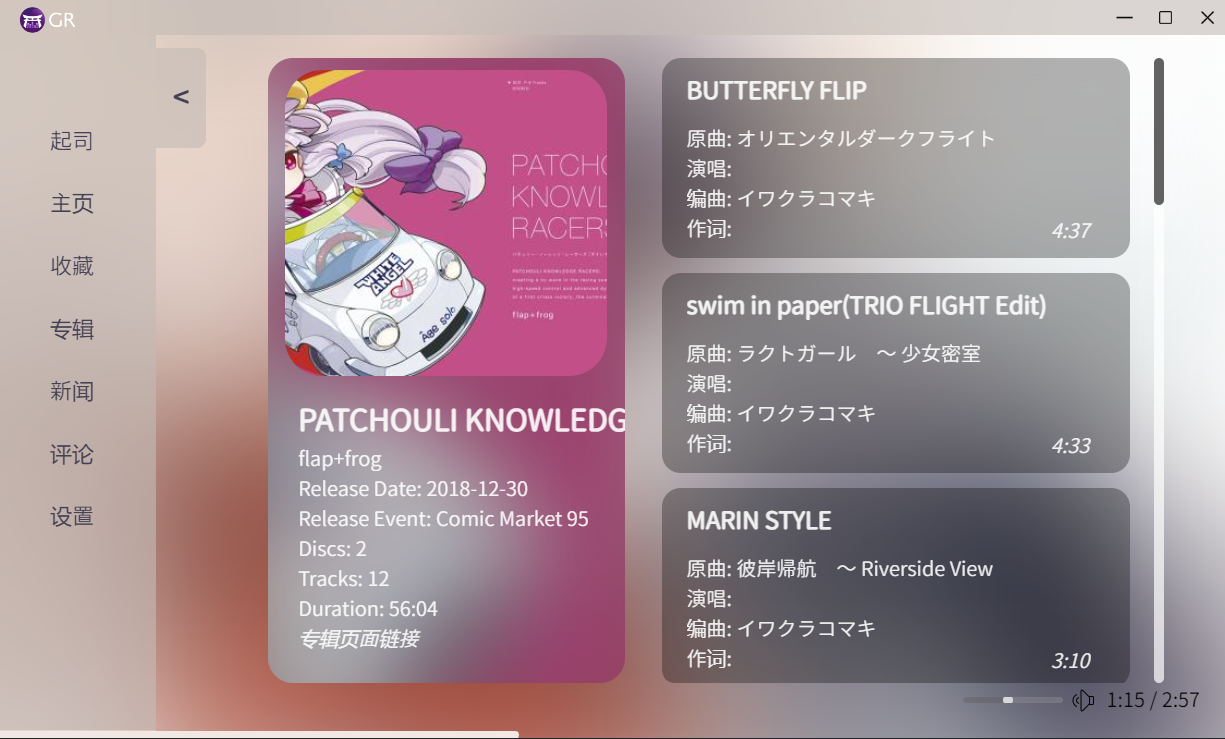 GR
<
起司
主页
收藏
专辑
新闻
评论
设置
PATCHO
KNOWL
RACERS
PATCHOULI KNOWLEDGE RACERS,
flap+frog
WHITE
ANGEL
PATCHOULI KNOWLEDG
flap+frog
Release Date: 2018-12-30
Release Event: Comic Market 95
Discs: 2
Tracks: 12
Duration: 56:04
专辑页面链接
BUTTERFLY FLIP
原曲: オリエンタルダークフライト
演唱:
编曲: イワクラコマキ
作词:
4:37
swim in paper(TRIO FLIGHT Edit)
原曲: ラクトガール　～ 少女密室
演唱:
编曲: イワクラコマキ
作词:
4:33
MARIN STYLE
原曲: 彼岸帰航　～ Riverside View
演唱:
编曲: イワクラコマキ
作词:
3:10
1:15 / 2:57